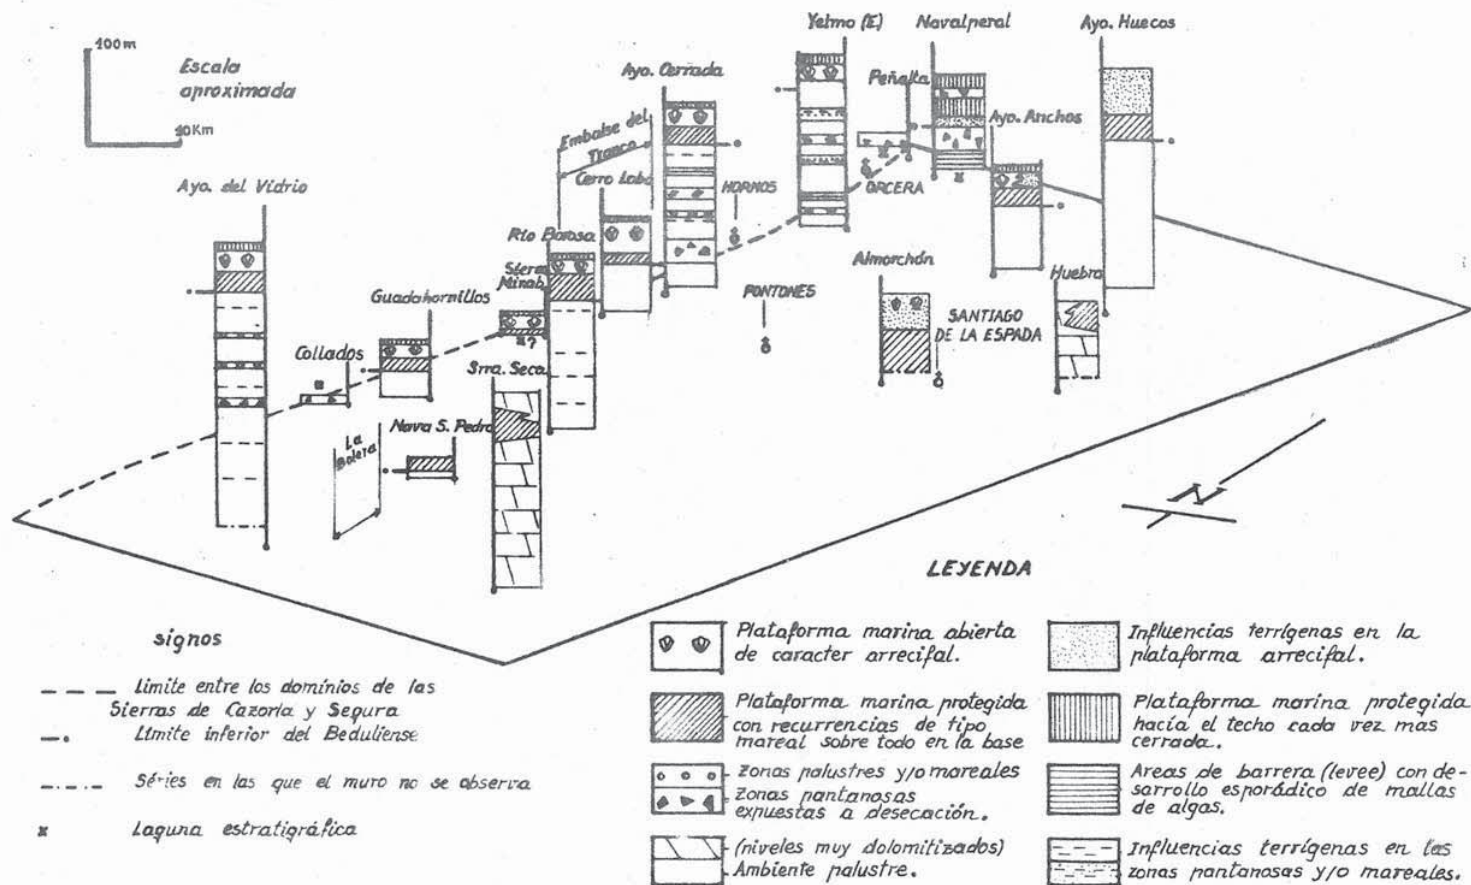 Yelmo (E)
Navalperal
Ayo. Huecos
100m
Escala
aproximada
10Km
Ayo. Cerrada
Peñalta
Ayo. Anchos
Embalse del
Tranco
Ayo. del Vidrio
Cerro Lobo
HORNOS
ORCERA
Río Borosa
Sierra
Minab.
Almorchón
Huebra
Guadahornillos
PONTONES
SANTIAGO
DE LA ESPADA
x?
Collados
Srra. Seca
La
Bolera
Nava S. Pedro
N
LEYENDA
signos
Limite entre los dominios de las
Sierras de Cazorla y Segura
Limite inferior del Beduliense
Séries en las que el muro no se observa
x Laguna estratigráfica
Plataforma marina abierta
de caracter arrecifal.
Plataforma marina protegida
con recurrencias de tipo
mareal sobre todo en la base
zonas palustres y/o mareales
zonas pantanosas
expuestas a desecación.
(niveles muy dolomitizados)
Ambiente palustre.
Influencias terrígenas en la
plataforma arrecifal.
Plataforma marina protegida
hacía el techo cada vez mas
cerrada.
Areas de barrera (levee) con de-
sarrollo esporádico de mallas
de algas.
Influencias terrígenas en las
zonas pantanosas y/o mareales.